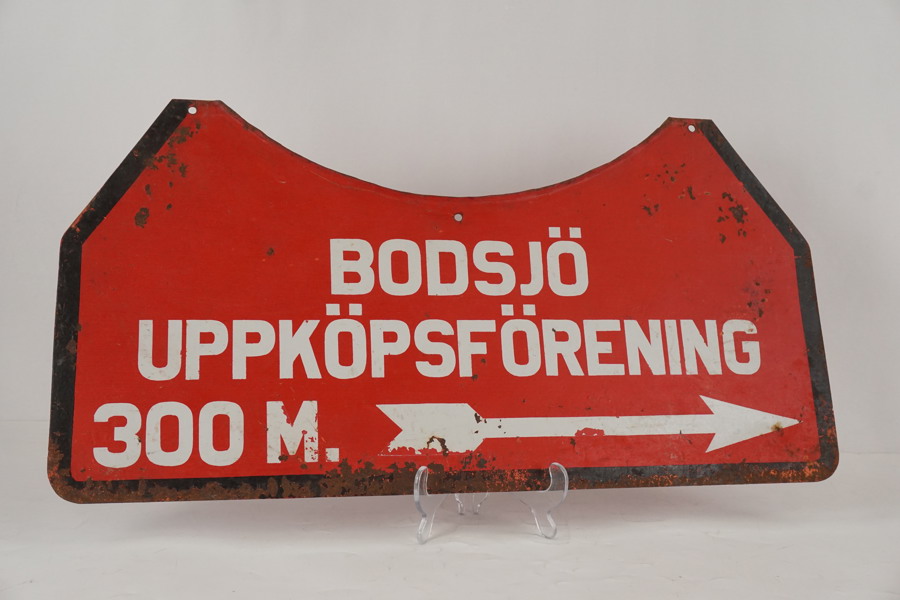 BODSJÖ
UPPKÖPSFÖRENING
300 M.